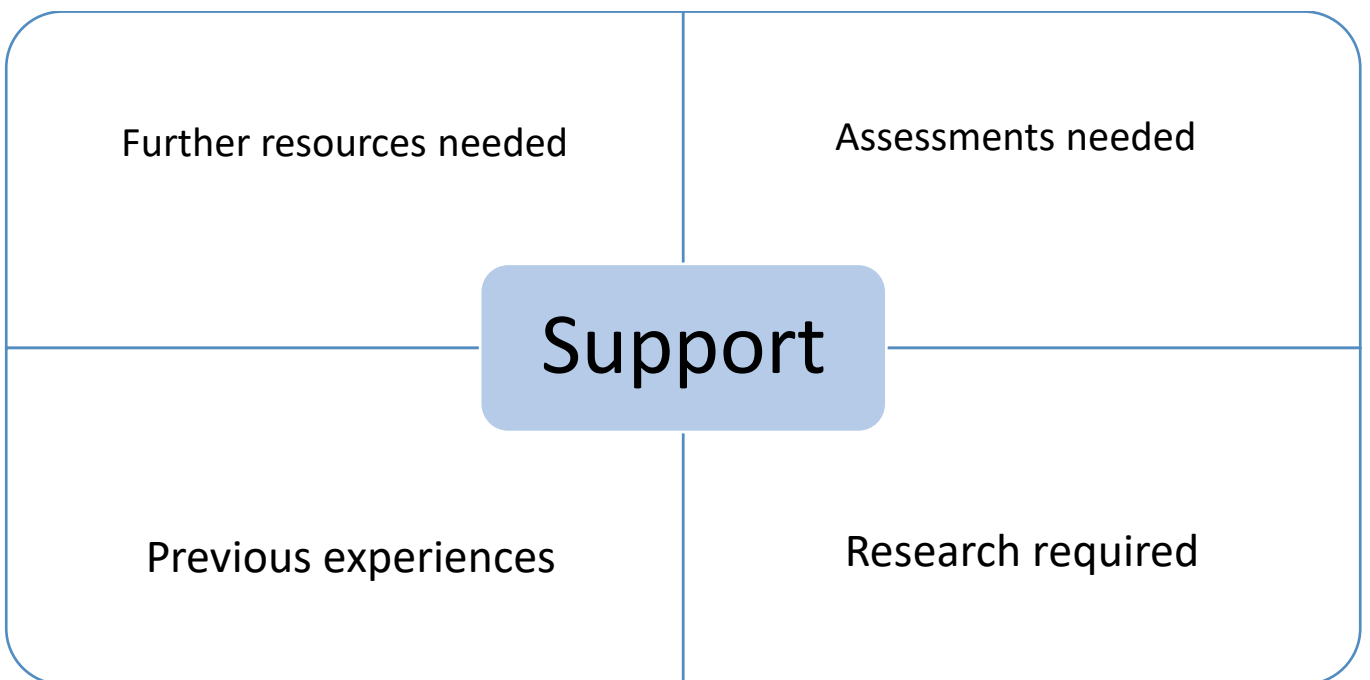 Further resources needed
Assessments needed
Support
Previous experiences
Research required